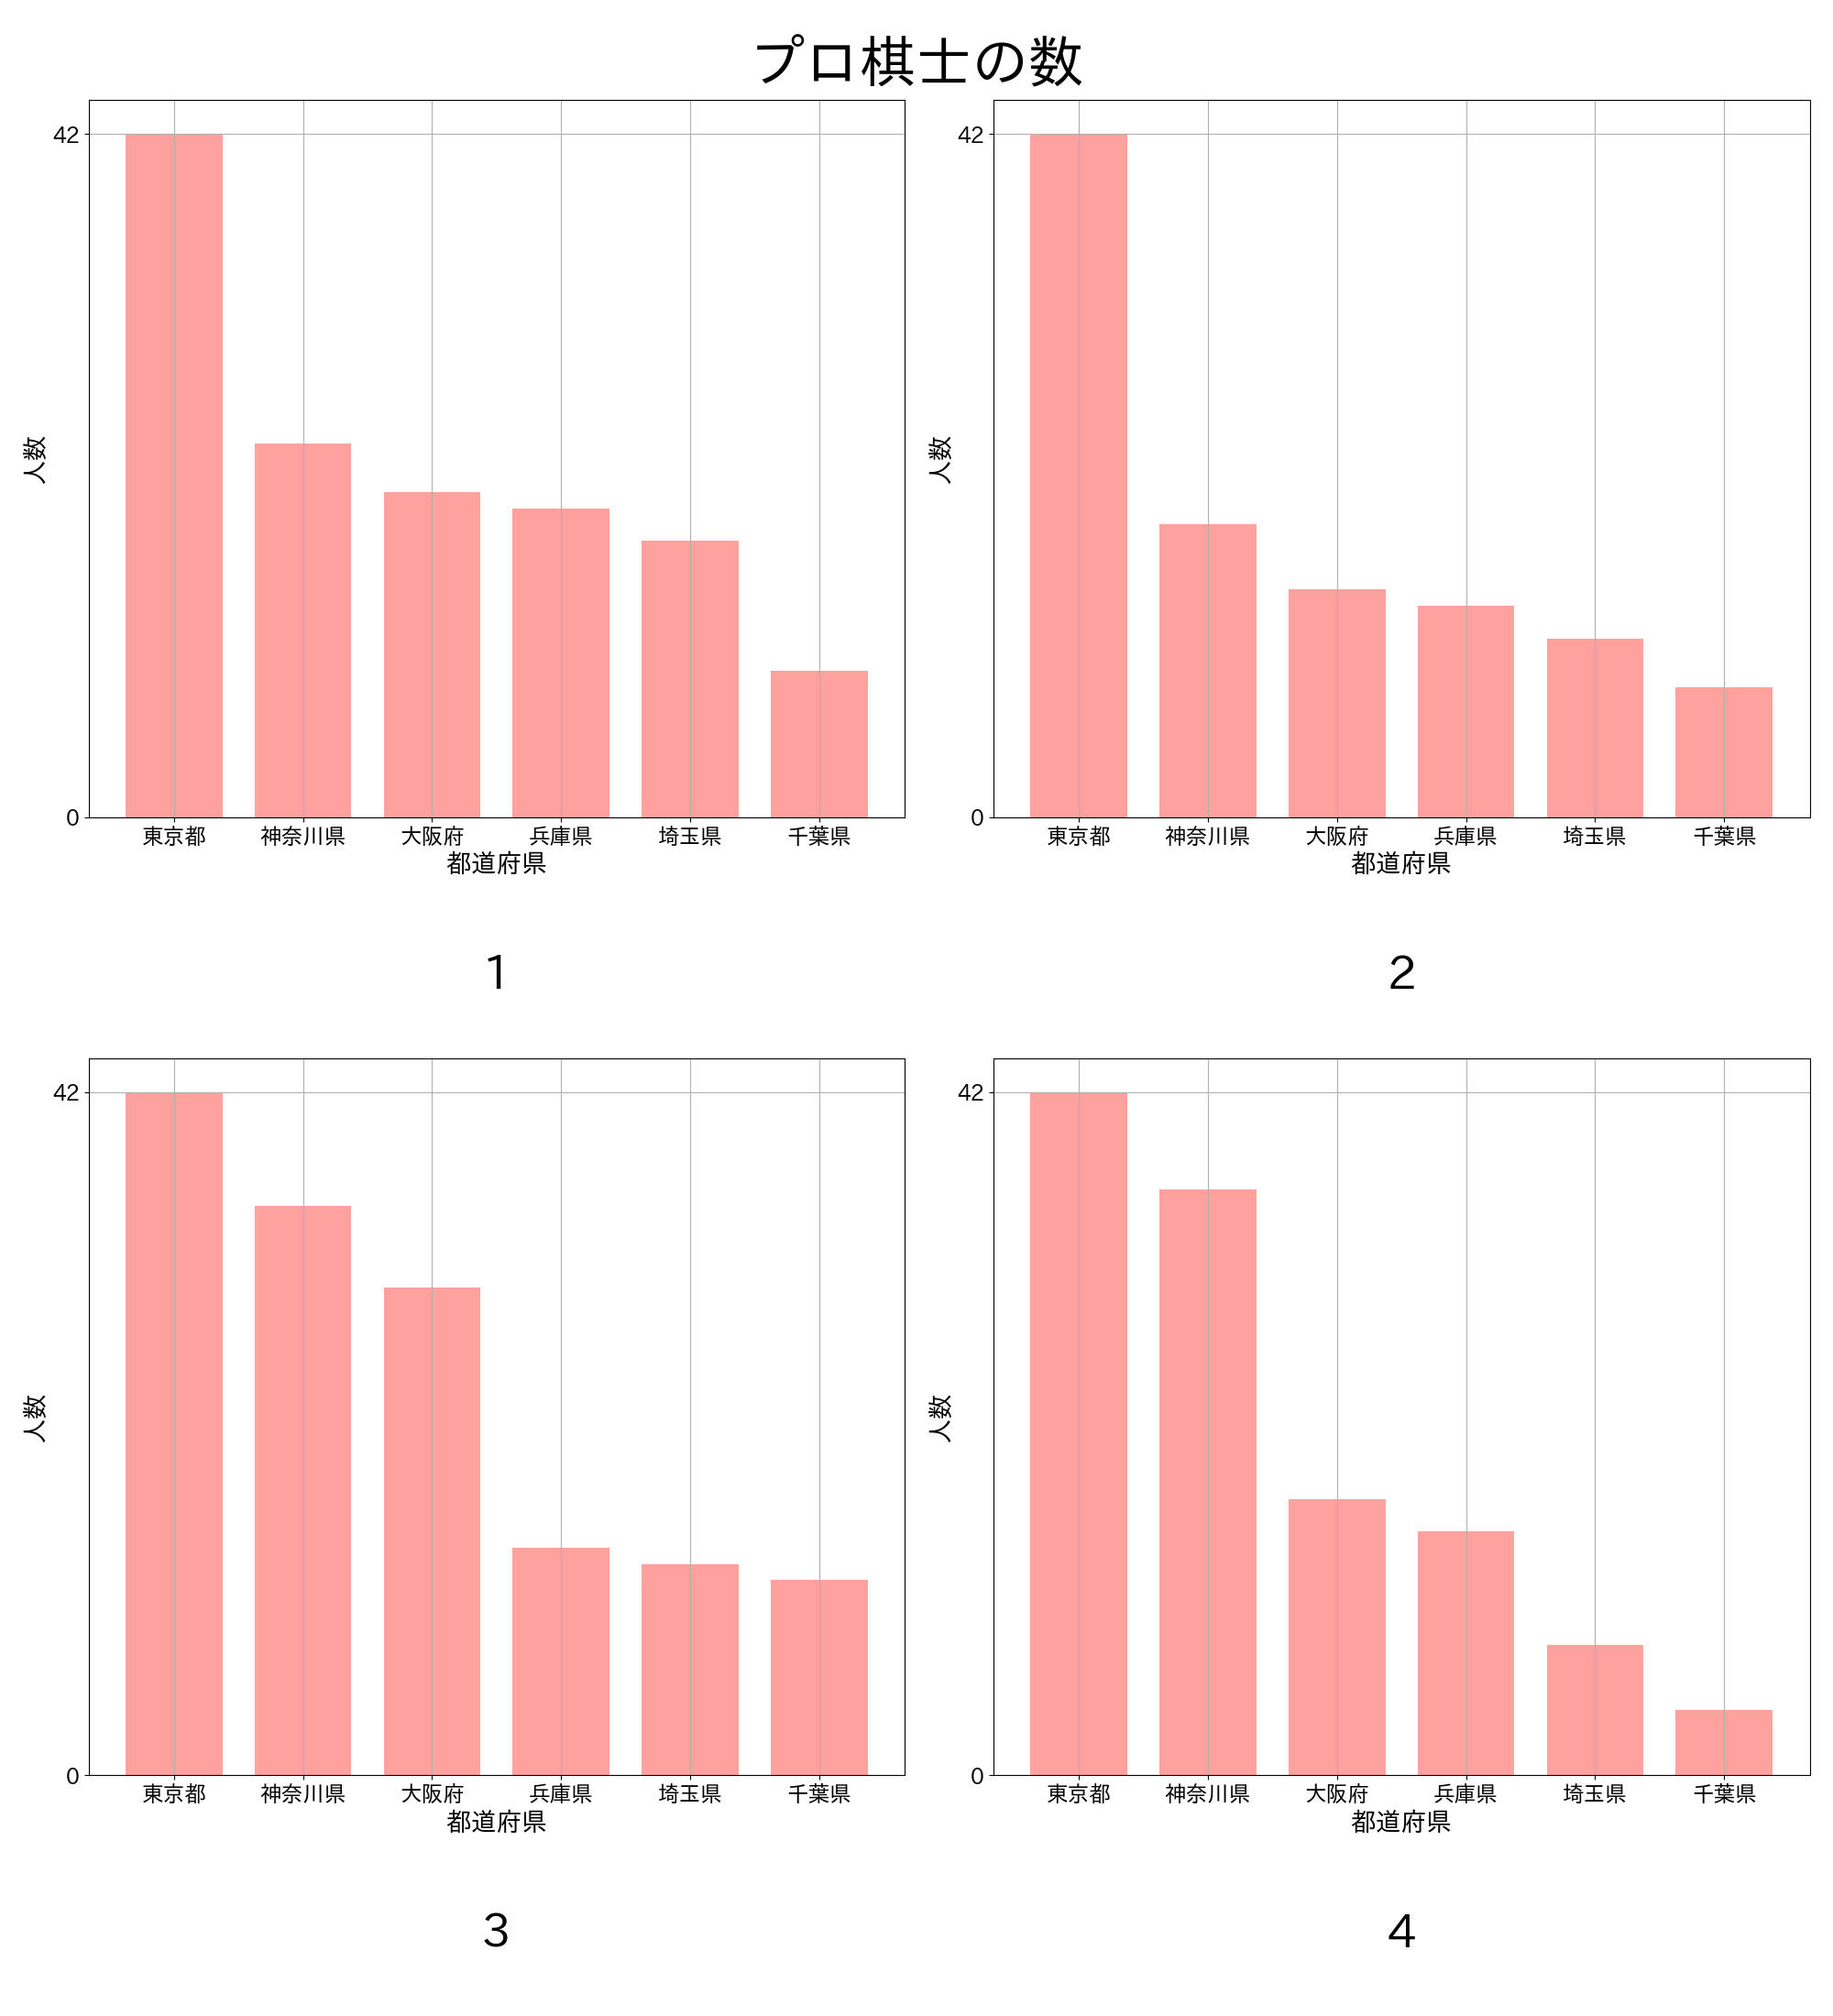 プロ棋士の数
42
0
人数
東京都 神奈川県 大阪府 兵庫県 埼玉県 千葉県
都道府県
1
42
0
人数
東京都 神奈川県 大阪府 兵庫県 埼玉県 千葉県
都道府県
2
42
0
人数
東京都 神奈川県 大阪府 兵庫県 埼玉県 千葉県
都道府県
3
42
0
人数
東京都 神奈川県 大阪府 兵庫県 埼玉県 千葉県
都道府県
4